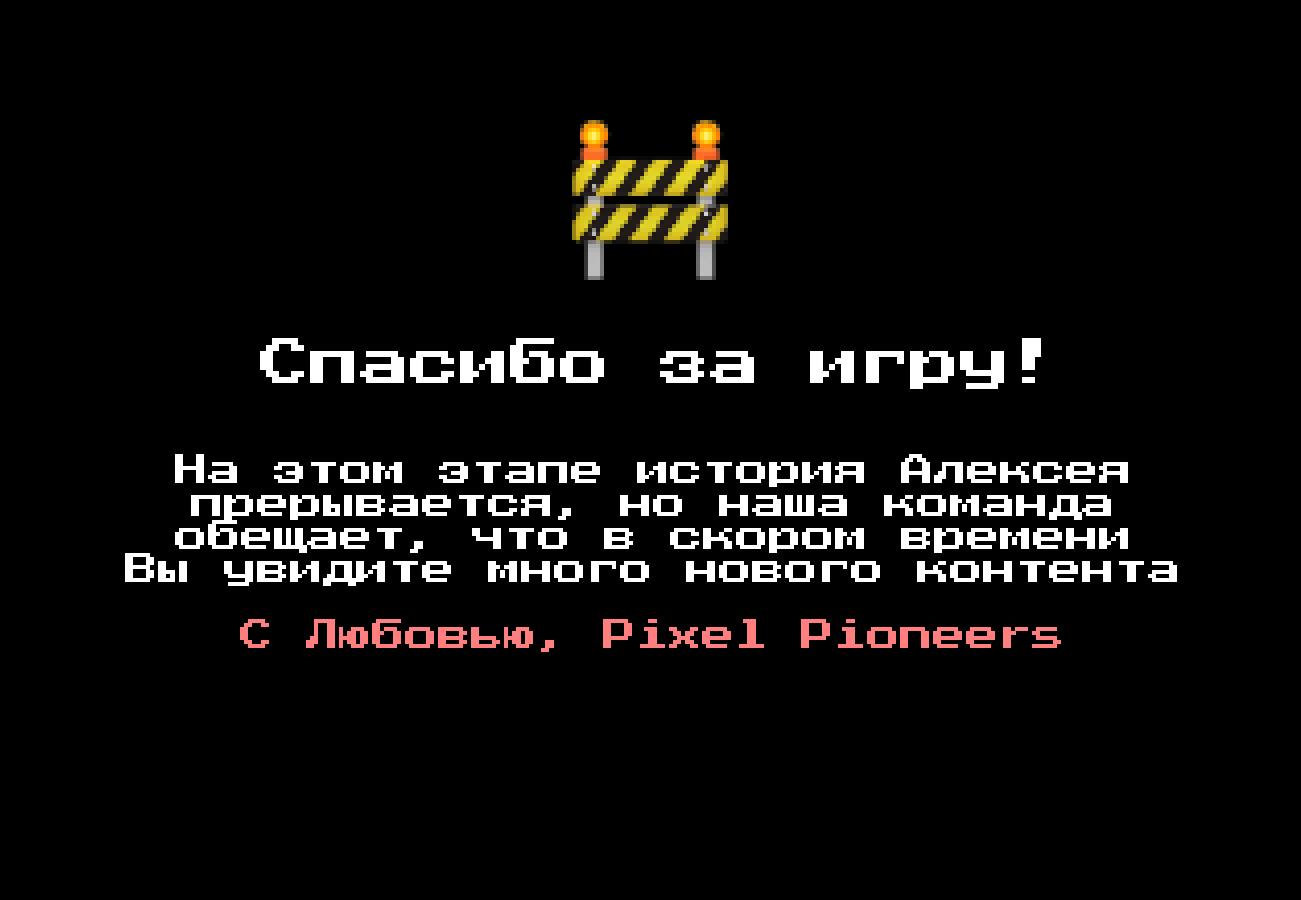 Спасибо за игру!
На этом этапе история Алексея
прерывается, но наша команда
обещает, что в скором времени
Вы увидите много нового контента
С Любовью, Pixel Pioneers